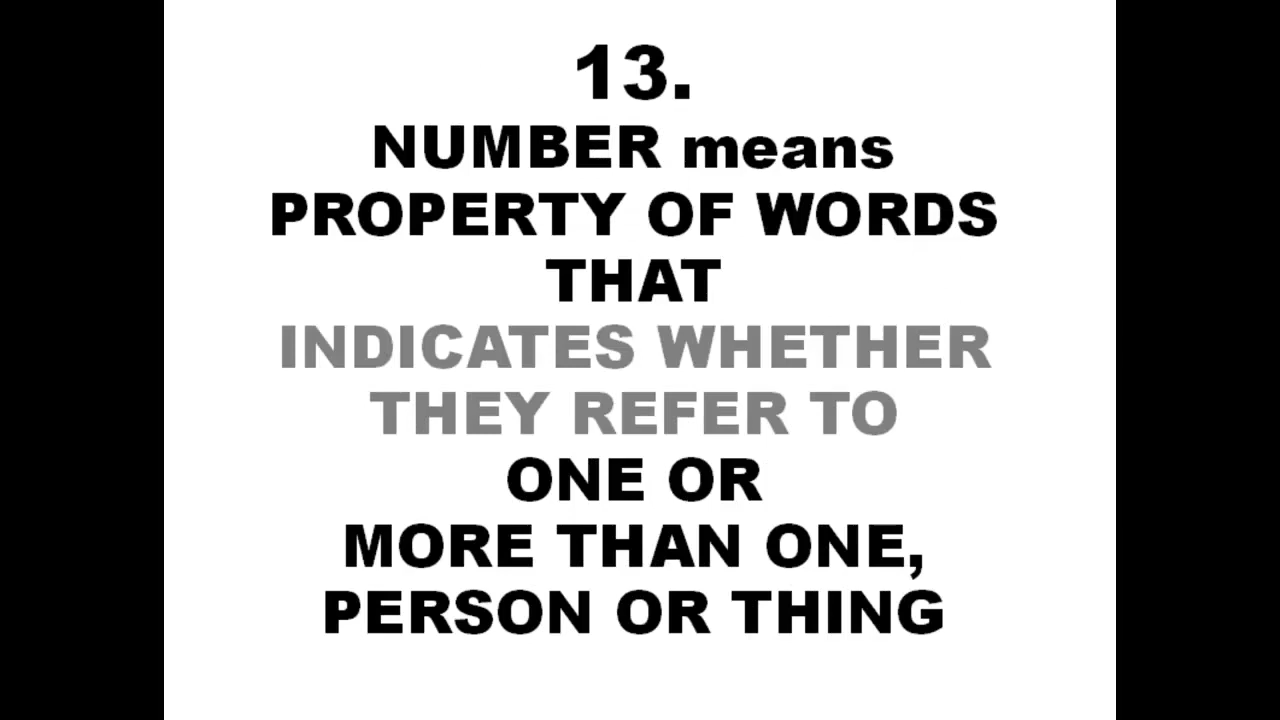 13.
NUMBER means
PROPERTY OF WORDS
THAT
INDICATES WHETHER
THEY REFER TO
ONE OR
MORE THAN ONE,
PERSON OR THING